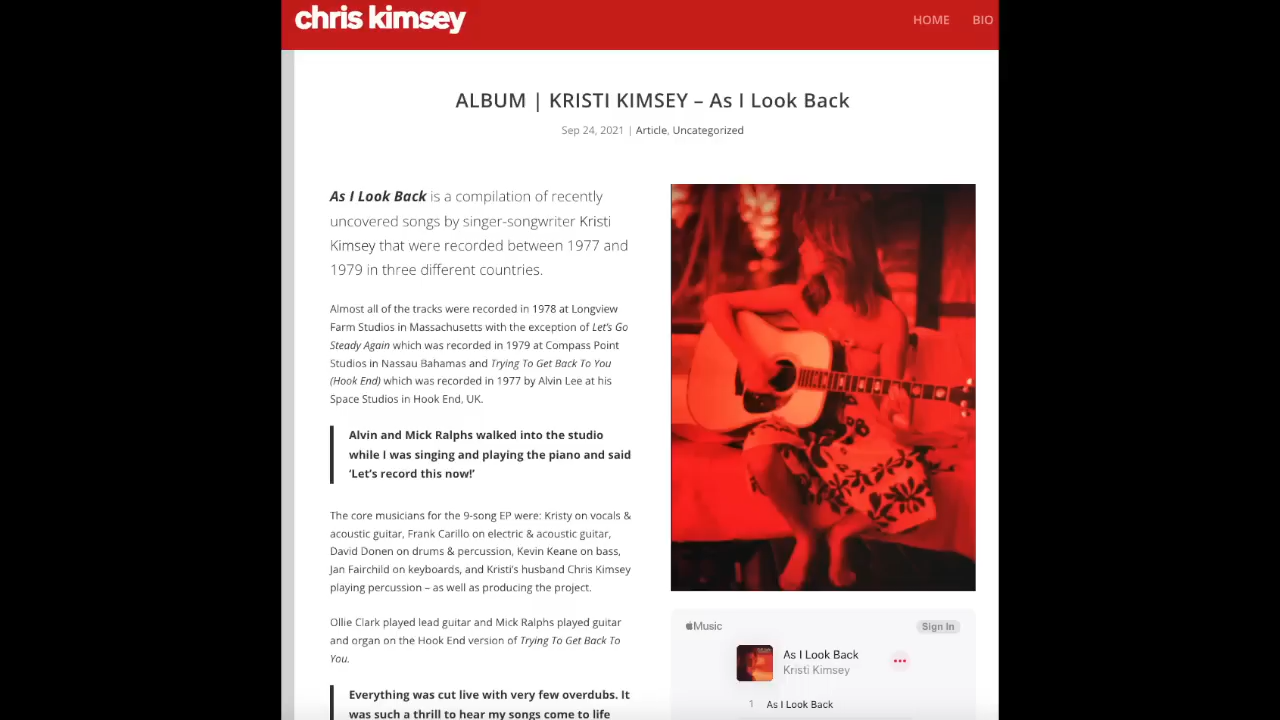 chris kimsey
HOME BIO
ALBUM | KRISTI KIMSEY – As I Look Back
Sep 24, 2021 | Article, Uncategorized
As I Look Back is a compilation of recently
uncovered songs by singer-songwriter Kristi
Kimsey that were recorded between 1977 and
1979 in three different countries.
Almost all of the tracks were recorded in 1978 at Longview
Farm Studios in Massachusetts with the exception of Let's Go
Steady Again which was recorded in 1979 at Compass Point
Studios in Nassau Bahamas and Trying To Get Back To You
(Hook End) which was recorded in 1977 by Alvin Lee at his
Space Studios in Hook End, UK.
Alvin and Mick Ralphs walked into the studio
while I was singing and playing the piano and said
‘Let's record this now!’
The core musicians for the 9-song EP were: Kristy on vocals &
acoustic guitar, Frank Carillo on electric & acoustic guitar,
David Donen on drums & percussion, Kevin Keane on bass,
Jan Fairchild on keyboards, and Kristi's husband Chris Kimsey
playing percussion – as well as producing the project.
Ollie Clark played lead guitar and Mick Ralphs played guitar
and organ on the Hook End version of Trying To Get Back To
You.
Everything was cut live with very few overdubs. It
was such a thrill to hear my songs come to life
Music
Sign In
As I Look Back
Kristi Kimsey
1 As I Look Back